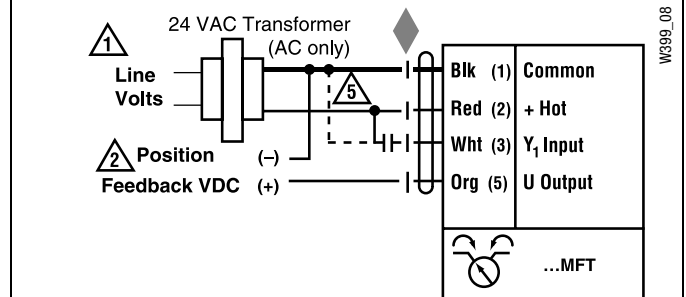 24 VAC Transformer
(AC only)
1
Line
Volts
5
2 Position (–)
Feedback VDC (+)
Blk (1) Common
Red (2) + Hot
Wht (3) Y₁ Input
Org (5) U Output
...MFT
W399_08